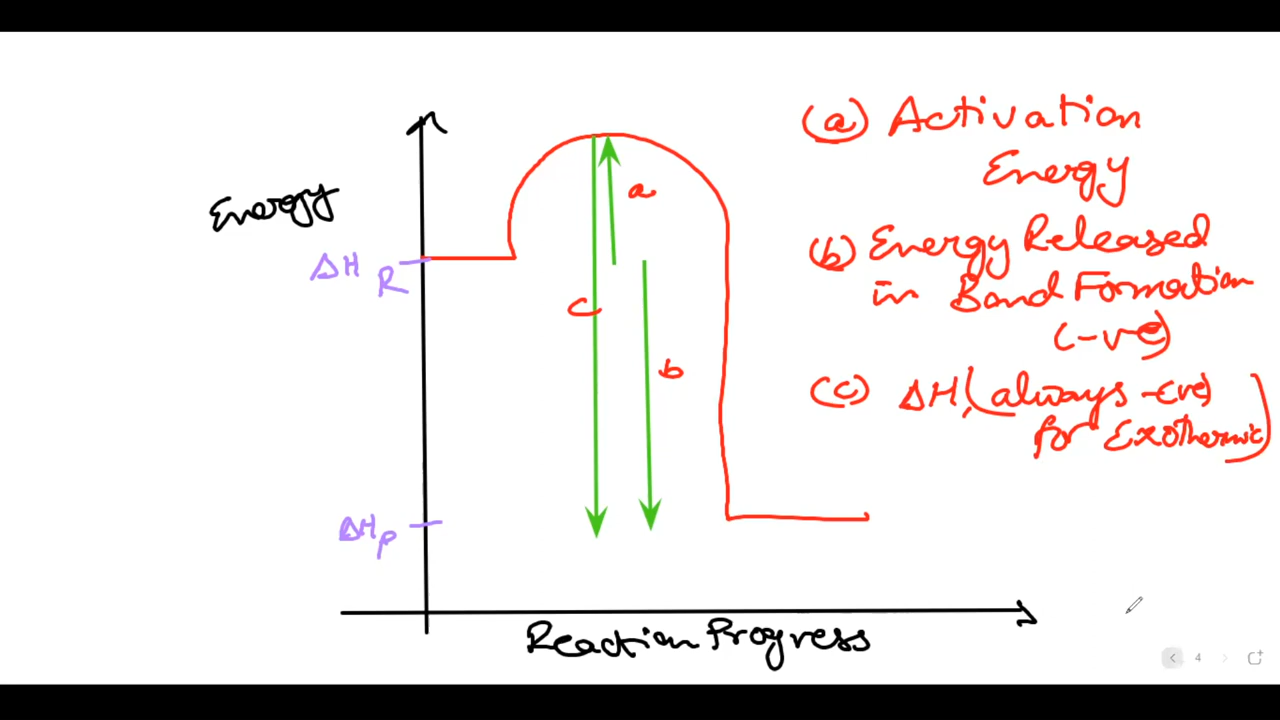 (a) Activation
Energy
Energy
a
(b) Energy Released
in Bond Formation
(-ve)
ΔH
R
c
b
(c) ΔH, (always -(ve)
for Exothermic)
ΔHp
Reaction Progress
4